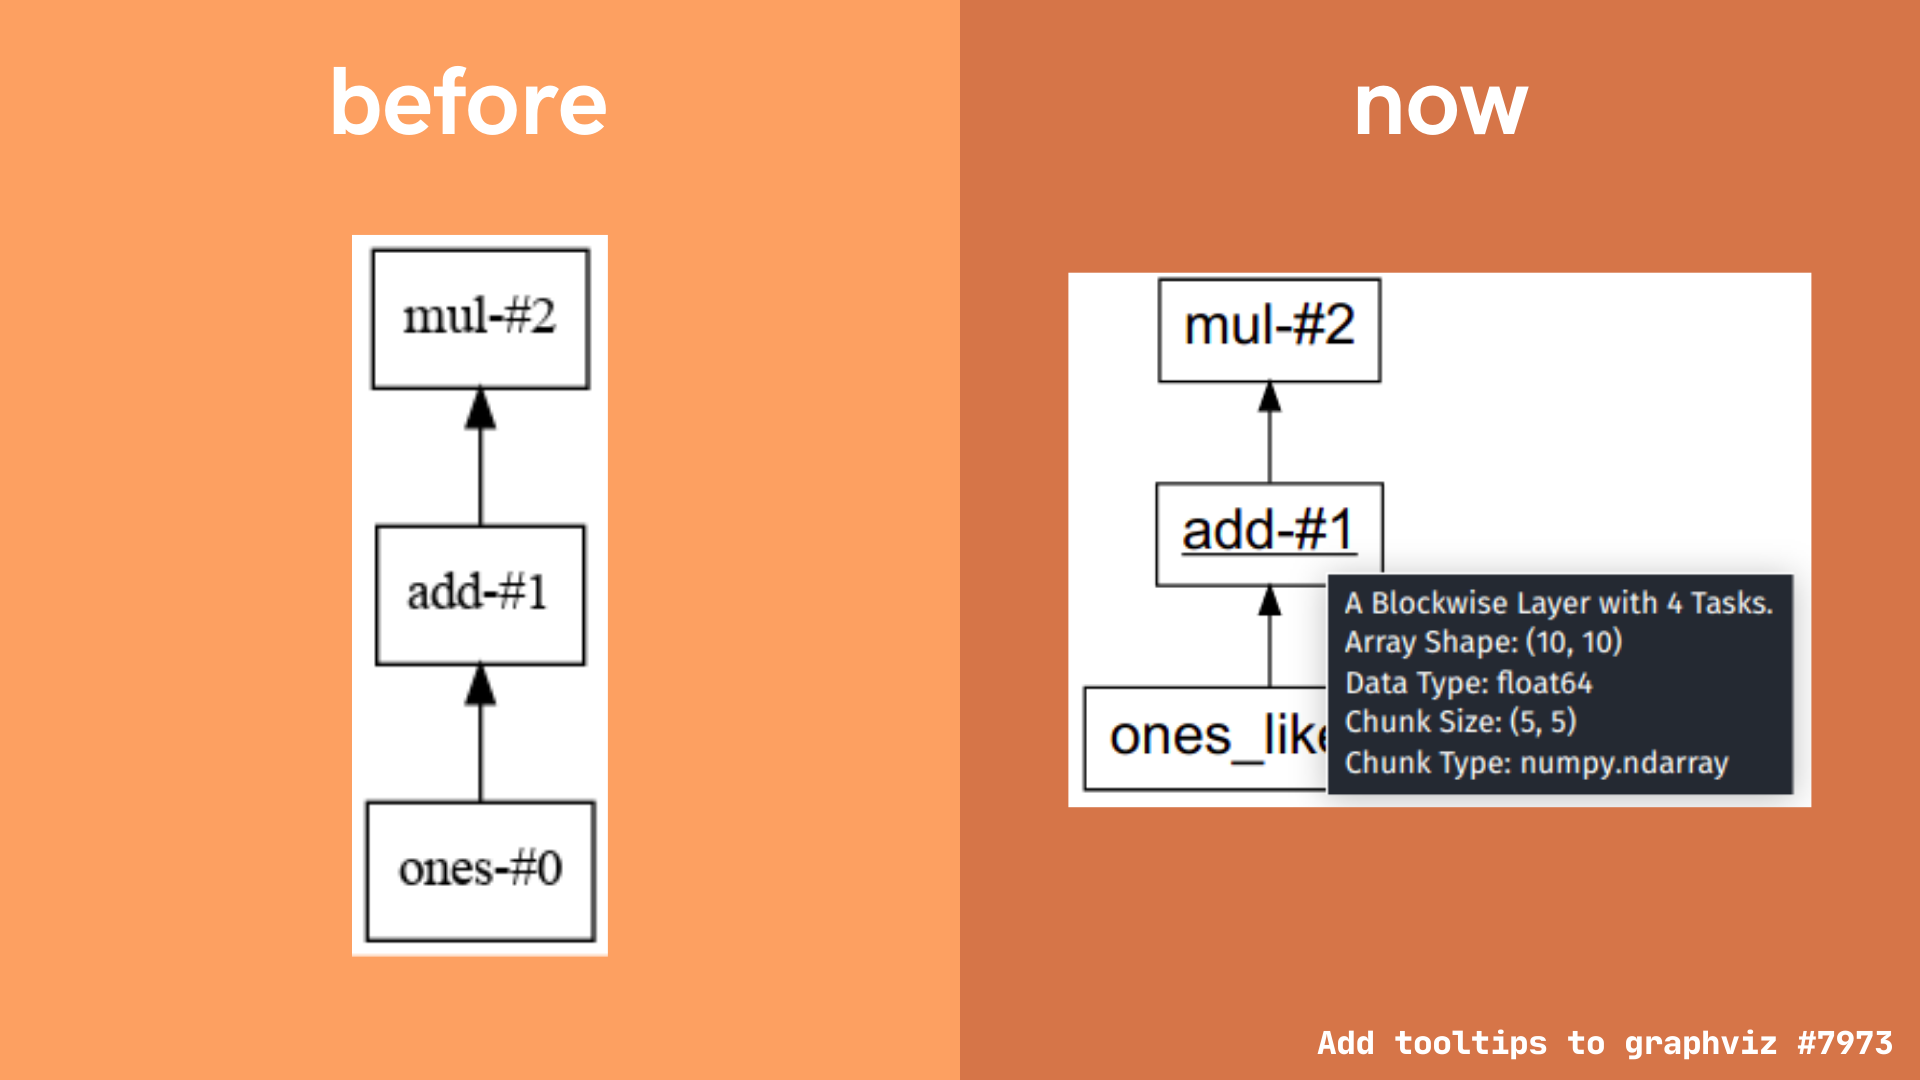 before
mul-#2
add-#1
ones-#0
now
mul-#2
add-#1
ones_like
A Blockwise Layer with 4 Tasks.
Array Shape: (10, 10)
Data Type: float64
Chunk Size: (5, 5)
Chunk Type: numpy.ndarray
Add tooltips to graphviz #7973